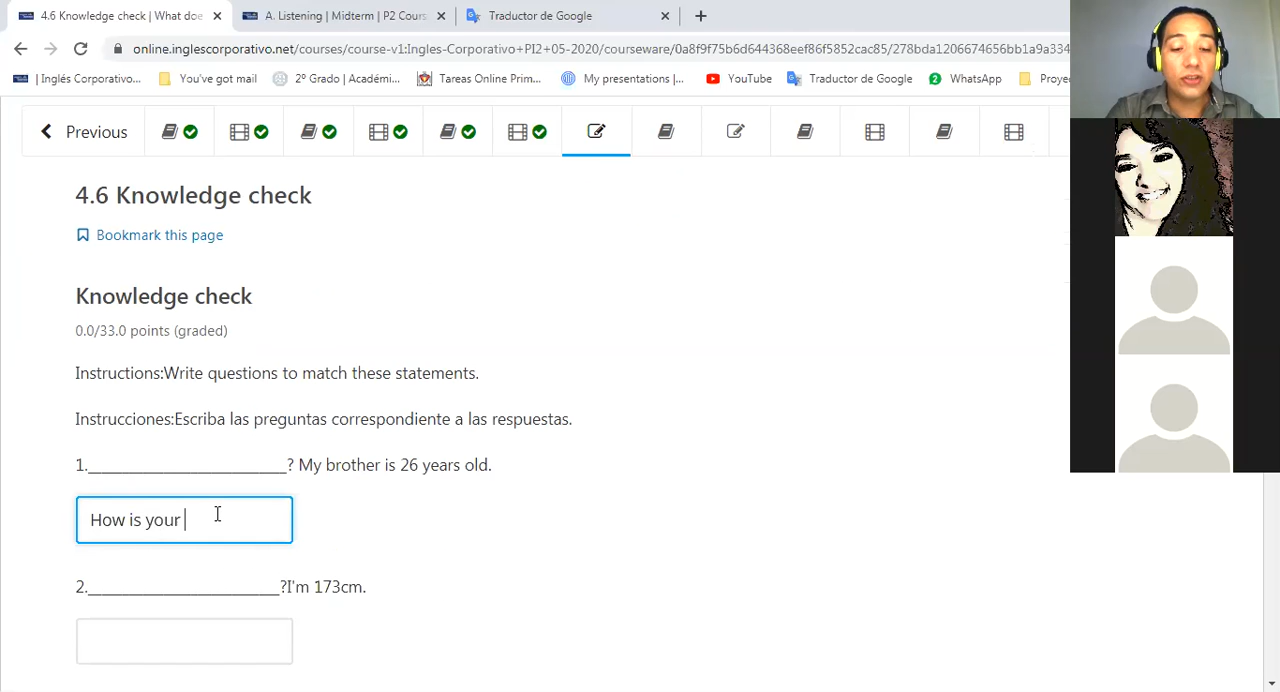 4.6 Knowledge check | What doe
A. Listening | Midterm | P2 Cours
Traductor de Google
online.inglescorporativo.net/courses/course-v1:Ingles-Corporativo+PI2+05-2020/courseware/0a8f9f75b6d644368eef86f5852cac85/278bda1206674656bb1a9a334
| Inglés Corporativo...
You've got mail
2º Grado | Académi...
Tareas Online Prim...
My presentations |...
YouTube
Traductor de Google
2
WhatsApp
Proye
Previous
4.6 Knowledge check
Bookmark this page
Knowledge check
0.0/33.0 points (graded)
Instructions:Write questions to match these statements.
Instrucciones:Escriba las preguntas correspondiente a las respuestas.
1.________________________? My brother is 26 years old.
How is your
2.________________________?I'm 173cm.